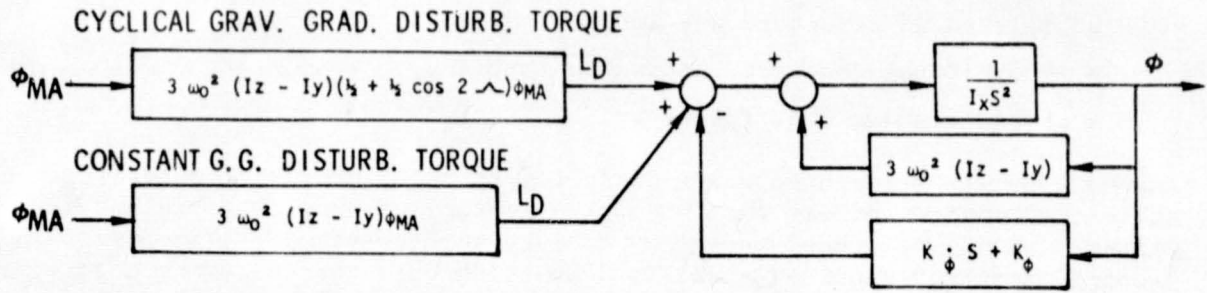 CYCLICAL GRAV. GRAD. DISTURB. TORQUE
ΦMA
3 ω₀² (Iz - Iy)(½ + ½ cos 2 ᨓ)ΦMA
LD
+
+
-
+
+
1
IxS²
Φ
CONSTANT G.G. DISTURB. TORQUE
3 ω₀² (Iz - Iy)
ΦMA
3 ω₀² (Iz - Iy)ΦMA
LD
K φ̇ S + Kφ